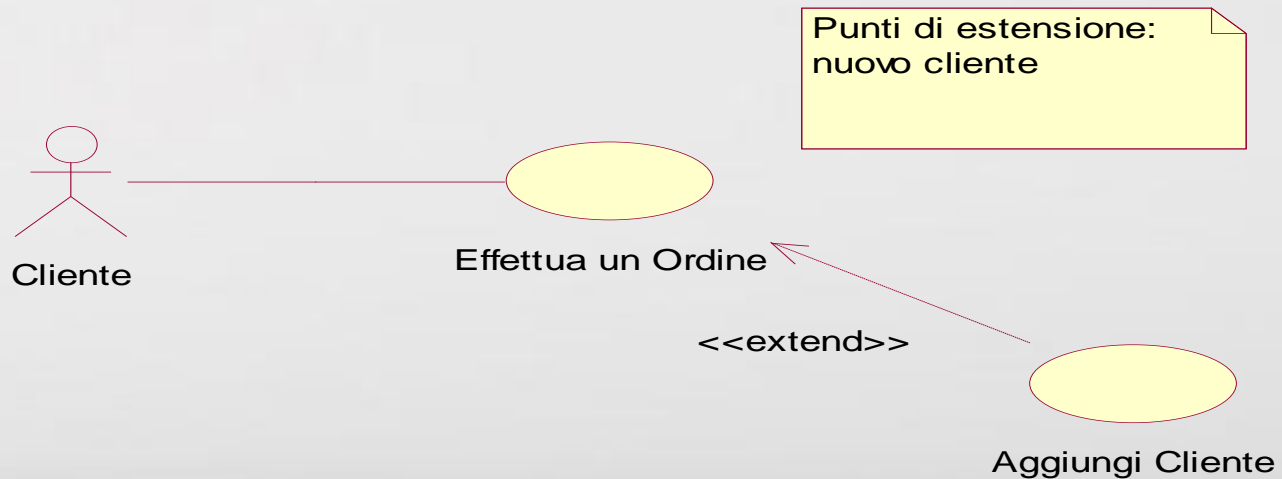 Punti di estensione:
nuovo cliente
Cliente
Effettua un Ordine
<<extend>>
Aggiungi Cliente